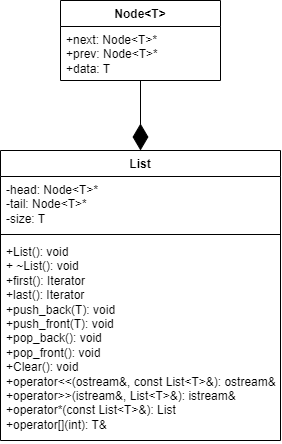 Node<T>
+next: Node<T>*
+prev: Node<T>*
+data: T
List
-head: Node<T>*
-tail: Node<T>*
-size: T
+List(): void
+ ~List(): void
+first(): Iterator
+last(): Iterator
+push_back(T): void
+push_front(T): void
+pop_back(): void
+pop_front(): void
+Clear(): void
+operator<<(ostream&, const List<T>&): ostream&
+operator>>(istream&, List<T>&): istream&
+operator*(const List<T>&): List
+operator[](int): T&